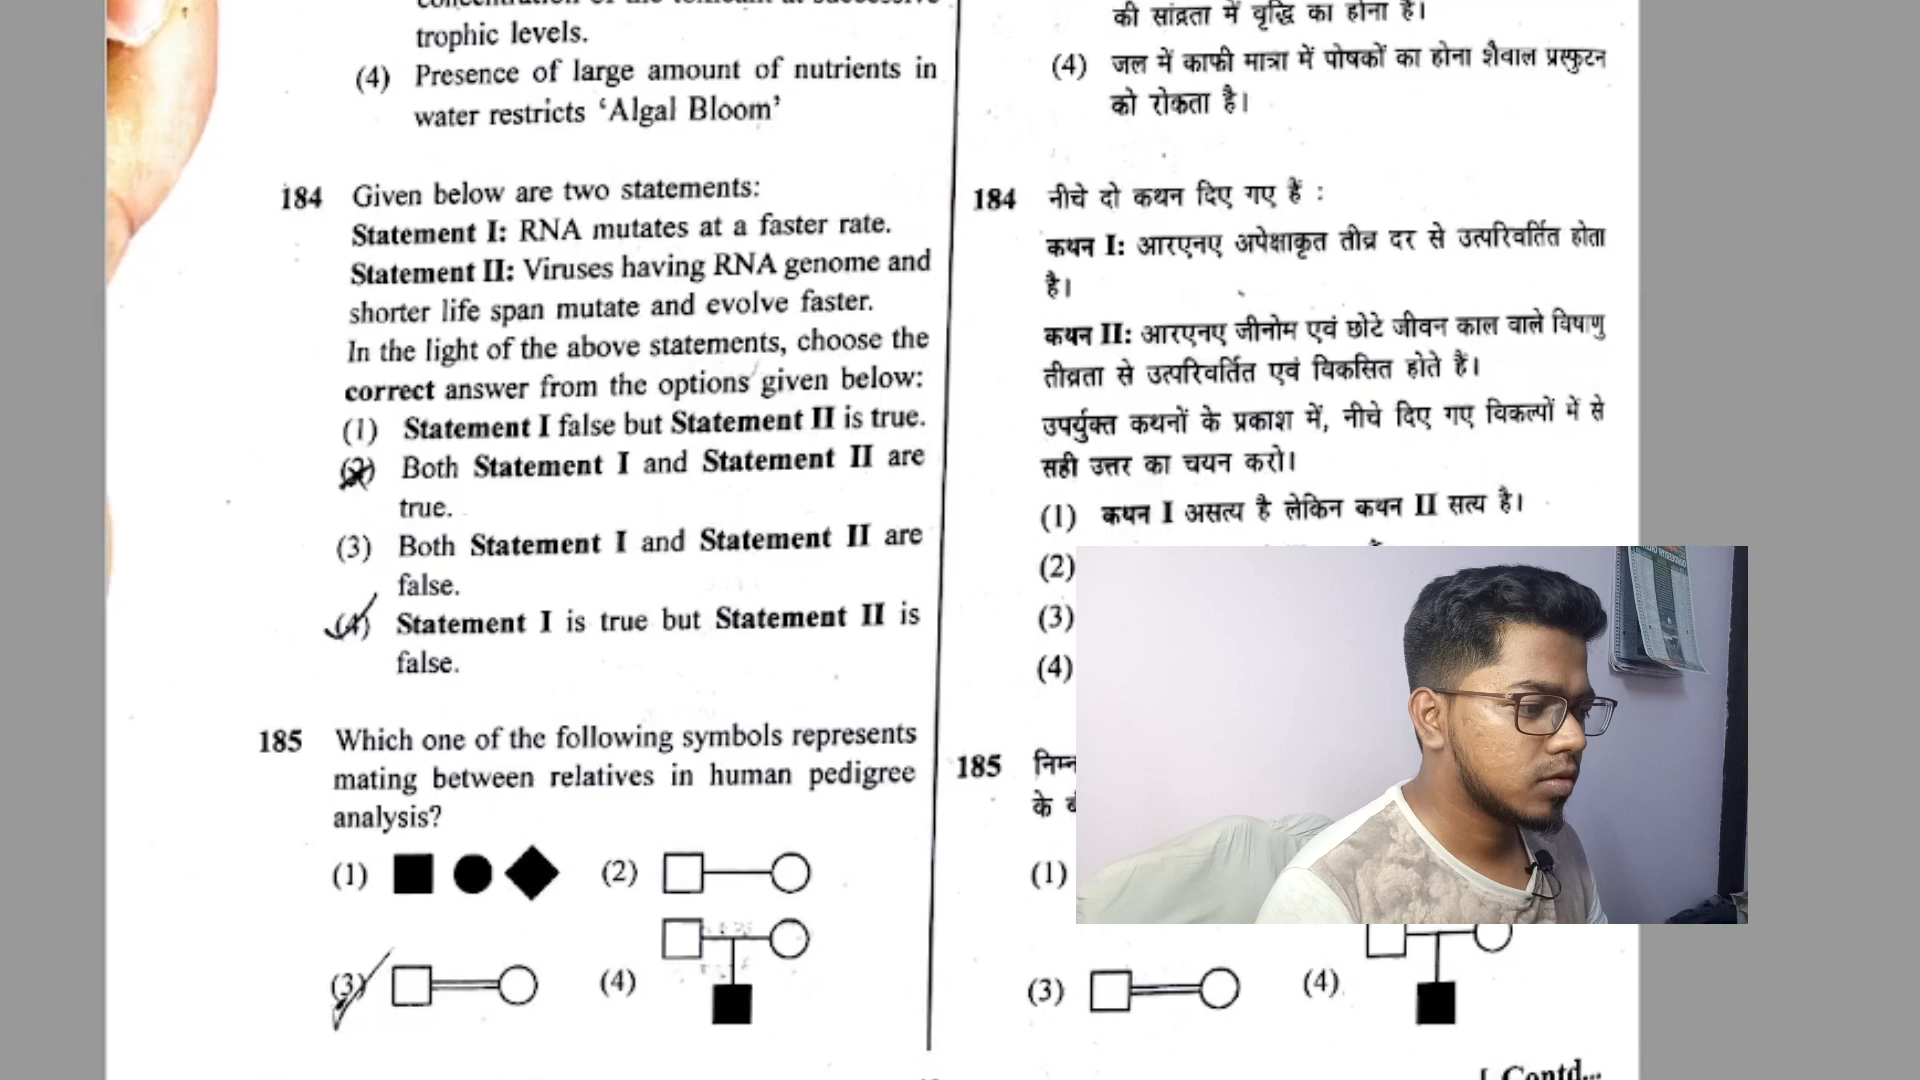 trophic levels.
(4) Presence of large amount of nutrients in
water restricts ‘Algal Bloom’
184 Given below are two statements:
Statement I: RNA mutates at a faster rate.
Statement II: Viruses having RNA genome and
shorter life span mutate and evolve faster.
In the light of the above statements, choose the
correct answer from the options given below:
(1) Statement I false but Statement II is true.
(2) Both Statement I and Statement II are
true.
(3) Both Statement I and Statement II are
false.
(4) Statement I is true but Statement II is
false.
185 Which one of the following symbols represents
mating between relatives in human pedigree
analysis?
(1)
(2)
(3)
(4)
की सांद्रता में वृद्धि का होना है।
(4) जल में काफी मात्रा में पोषकों का होना शैवाल प्रस्फुटन
को रोकता है।
184 नीचे दो कथन दिए गए हैं :
कथन I: आरएनए अपेक्षाकृत तीव्र दर से उत्परिवर्तित होता
है।
कथन II: आरएनए जीनोम एवं छोटे जीवन काल वाले विषाणु
तीव्रता से उत्परिवर्तित एवं विकसित होते हैं।
उपर्युक्त कथनों के प्रकाश में, नीचे दिए गए विकल्पों में से
सही उत्तर का चयन करो।
(1) कथन I असत्य है लेकिन कथन II सत्य है।
(2)
(3)
(4)
185
के
(1)
(3)
(4)
[ Contd...